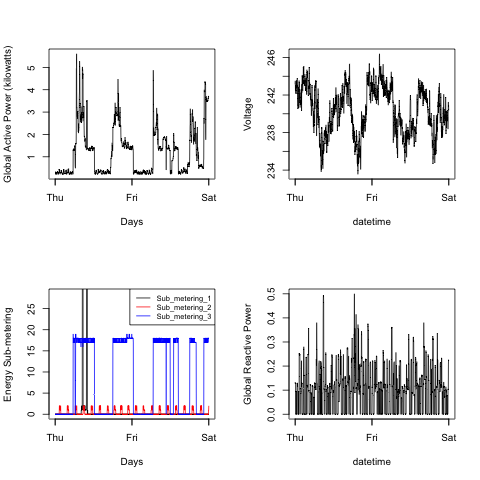 Global Active Power (kilowatts)
5
4
3
2
1
Thu Fri Sat
Days
Voltage
246
242
238
234
Thu Fri Sat
datetime
Energy Sub-metering
25
20
15
10
5
0
Sub_metering_1
Sub_metering_2
Sub_metering_3
Thu Fri Sat
Days
Global Reactive Power
0.5
0.4
0.3
0.2
0.1
0.0
Thu Fri Sat
datetime